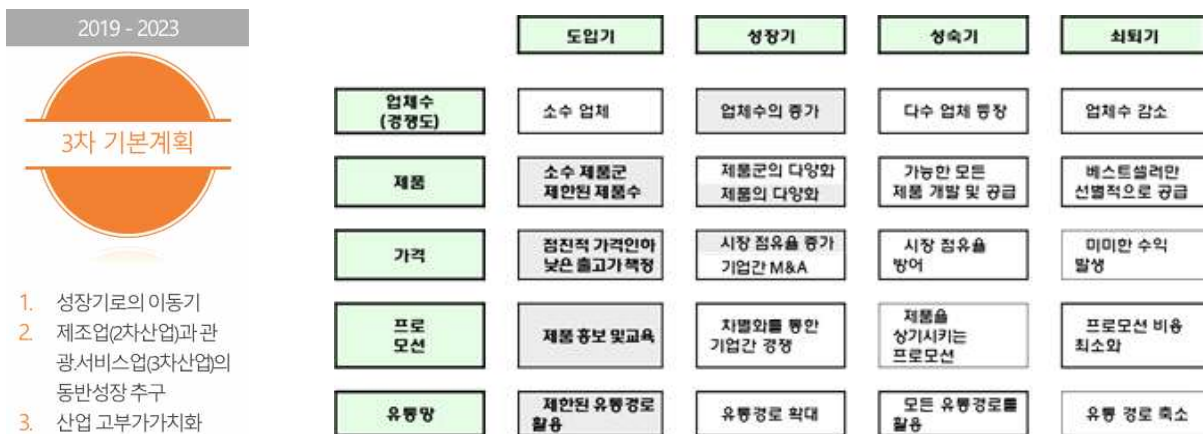 2019 - 2023
3차 기본계획
1. 성장기로의 이동기
2. 제조업(2차산업)과 관
광.서비스업(3차산업)의
동반성장 추구
3. 산업 고부가가치화
도입기
성장기
성숙기
쇠퇴기
업체수
(경쟁도)
소수 업체
업체수의 증가
다수 업체 등장
업체수 감소
제품
소수 제품군
제한된 제품수
제품군의 다양화
제품의 다양화
가능한 모든
제품 개발 및 공급
베스트셀러만
선별적으로 공급
가격
점진적 가격인하
낮은 출고가 책정
시장 점유율 증가
기업간 M&A
시장 점유율
방어
미미한 수익
발생
프로
모션
제품 홍보 및교육
차별화를 통한
기업간 경쟁
제품을
상기시키는
프로모션
프로모션 비용
최소화
유통망
제한된 유통경로
활용
유통경로 확대
모든 유통경로를
활용
유통 경로 축소